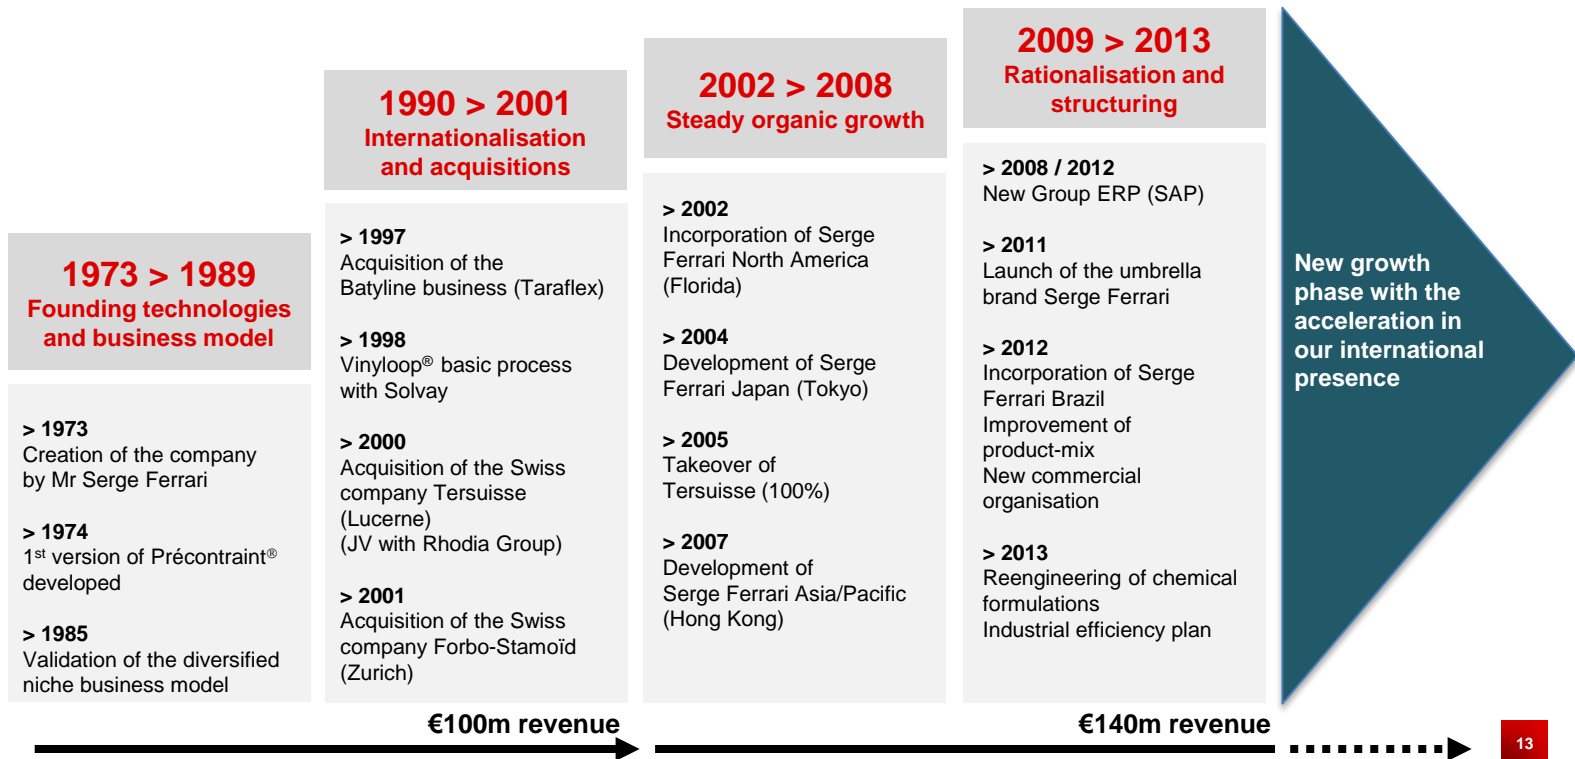 1973 > 1989
Founding technologies
and business model
> 1973
Creation of the company
by Mr Serge Ferrari
> 1974
1st version of Précontraint®
developed
> 1985
Validation of the diversified
niche business model
1990 > 2001
Internationalisation
and acquisitions
> 1997
Acquisition of the
Batyline business (Taraflex)
> 1998
Vinyloop® basic process
with Solvay
> 2000
Acquisition of the Swiss
company Tersuisse
(Lucerne)
(JV with Rhodia Group)
> 2001
Acquisition of the Swiss
company Forbo-Stamoïd
(Zurich)
2002 > 2008
Steady organic growth
> 2002
Incorporation of Serge
Ferrari North America
(Florida)
> 2004
Development of Serge
Ferrari Japan (Tokyo)
> 2005
Takeover of
Tersuisse (100%)
> 2007
Development of
Serge Ferrari Asia/Pacific
(Hong Kong)
2009 > 2013
Rationalisation and
structuring
> 2008 / 2012
New Group ERP (SAP)
> 2011
Launch of the umbrella
brand Serge Ferrari
> 2012
Incorporation of Serge
Ferrari Brazil
Improvement of
product-mix
New commercial
organisation
> 2013
Reengineering of chemical
formulations
Industrial efficiency plan
New growth
phase with the
acceleration in
our international
presence
€100m revenue
€140m revenue
13